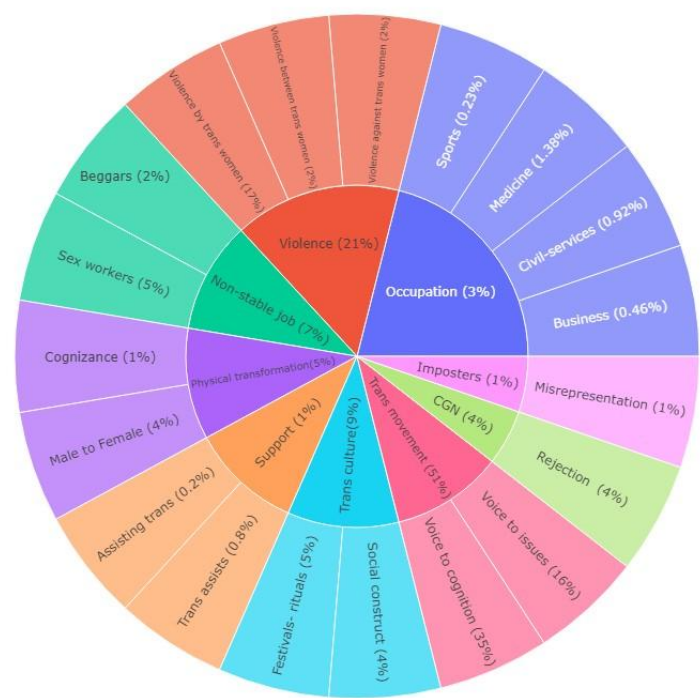 Violence by trans women (17%)
Violence between trans women (2%)
Violence against trans women (2%)
Sports (0.23%)
Medicine (1.38%)
Civil-services (0.92%)
Business (0.46%)
Beggars (2%)
Sex workers (5%)
Cognizance (1%)
Male to Female (4%)
Assisting trans (0.2%)
Trans assists (0.8%)
Festivals- rituals (5%)
Social construct (4%)
Voice to cognition (35%)
Voice to issues (16%)
Rejection (4%)
Misrepresentation (1%)
Violence (21%)
Occupation (3%)
Non-stable job (7%)
Physical transformation(5%)
Support (1%)
Trans culture(9%)
Trans movement (51%)
CGN (4%)
Imposters (1%)